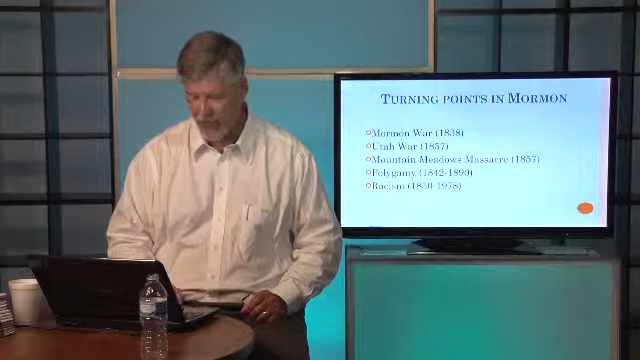 TURNING POINTS IN MORMON
Mormon War (1838)
Utah War (1857)
Mountain Meadows Massacre (1857)
Polygamy (1842-1890)
Racism (1830-1978)